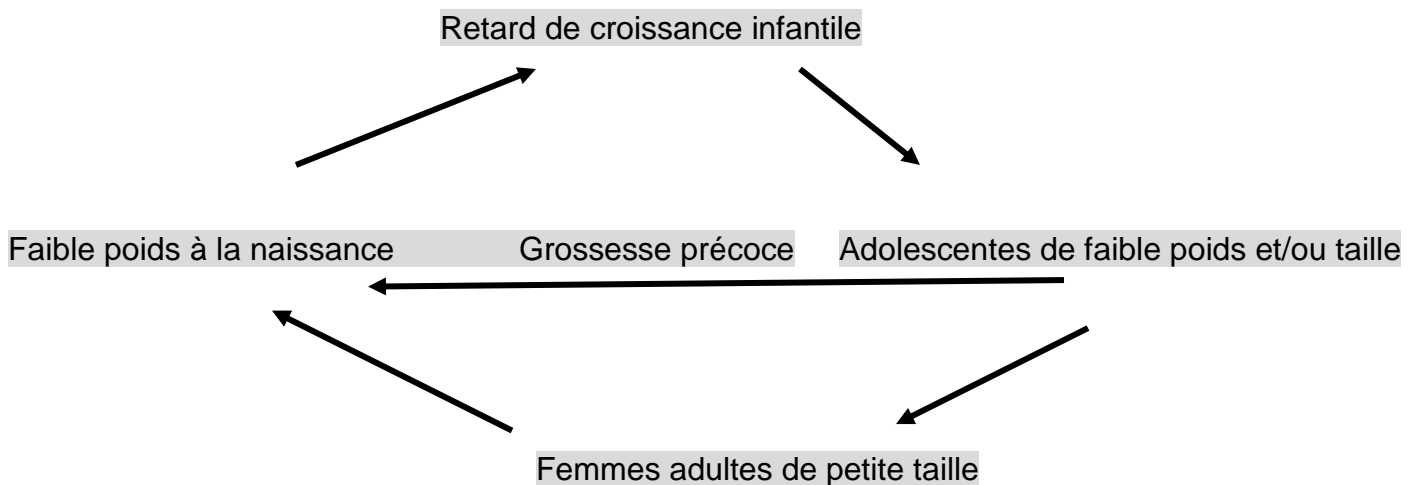 Retard de croissance infantile
Faible poids à la naissance Grossesse précoce Adolescentes de faible poids et/ou taille
Femmes adultes de petite taille